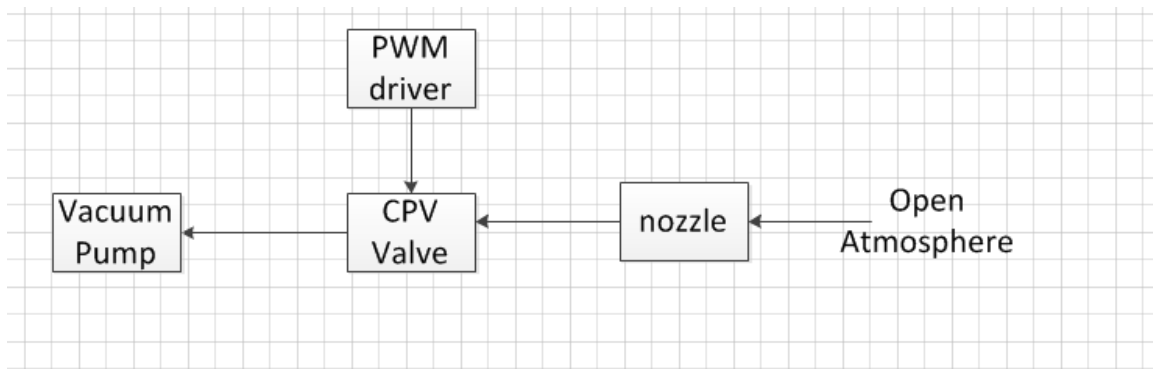 PWM
driver
Vacuum
Pump
CPV
Valve
nozzle
Open
Atmosphere